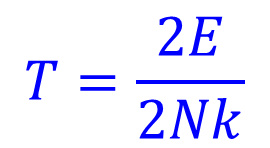 T = 2E / 2Nk